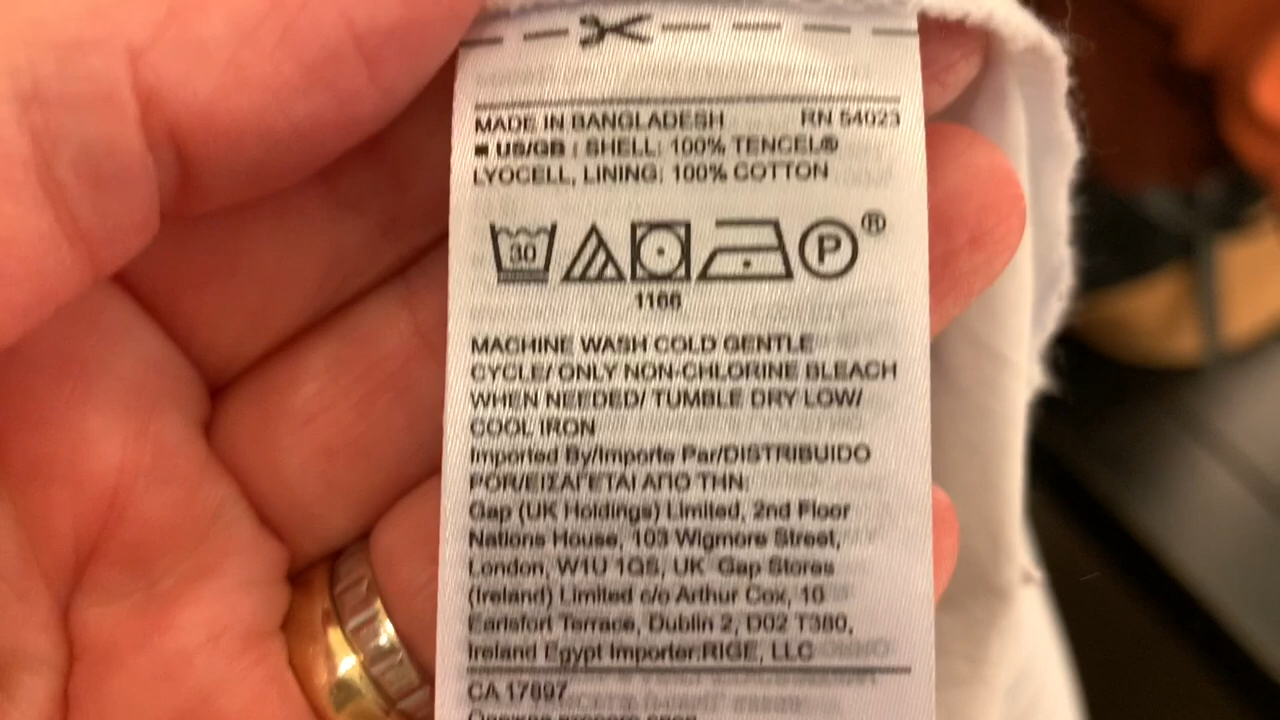 MADE IN BANGLADESH RN 54023
■ US/GB : SHELL: 100% TENCEL®
LYOCELL, LINING: 100% COTTON
30 P ®
1166
MACHINE WASH COLD GENTLE
CYCLE/ ONLY NON-CHLORINE BLEACH
WHEN NEEDED/ TUMBLE DRY LOW/
COOL IRON
Imported By/Importe Par/DISTRIBUIDO
POR/ΕΙΣΑΓΕΤΑΙ ΑΠΟ ΤΗΝ:
Gap (UK Holdings) Limited, 2nd Floor
Nations House, 103 Wigmore Street,
London, W1U 1QS, UK Gap Stores
(Ireland) Limited c/o Arthur Cox, 10
Earlsfort Terrace, Dublin 2, D02 T380,
Ireland Egypt Importer:RIGE, LLC
CA 17897